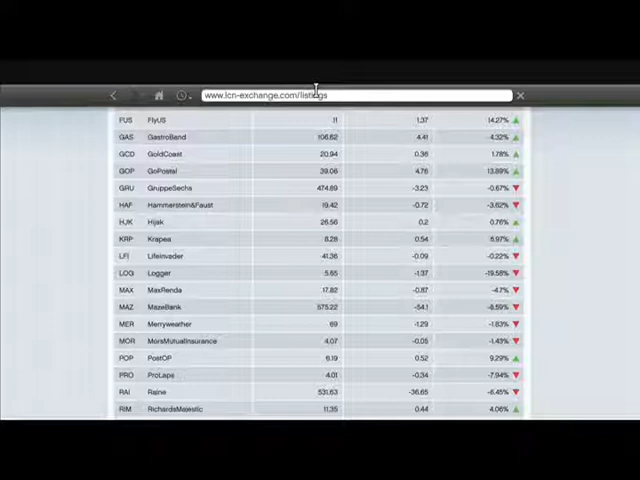 www.lcn-exchange.com/listings
FUS FlyUS 11 1.37 14.27%
GAS GastroBand 106.62 4.41 4.32%
GCD GoldCoast 20.94 0.36 1.78%
GOP GoPostal 39.06 4.76 13.89%
GRU GruppeSechs 474.69 -3.23 -0.67%
HAF Hammerstein&Faust 19.42 -0.72 -3.62%
HJK Hijak 26.56 0.2 0.76%
KRP Krapea 8.28 0.54 6.97%
LFI LifeInvader 41.36 -0.09 -0.22%
LOG Logger 5.65 -1.37 -19.58%
MAX MaxRenda 17.82 -0.87 -4.7%
MAZ MazeBank 575.22 -54.1 -8.59%
MER Merryweather 69 -1.29 -1.83%
MOR MorsMutualInsurance 4.07 -0.05 -1.43%
POP PostOP 6.19 0.52 9.29%
PRO ProLaps 4.01 -0.34 -7.94%
RAI Raine 531.63 -36.65 -6.45%
RIM RichardsMajestic 11.35 0.44 4.06%